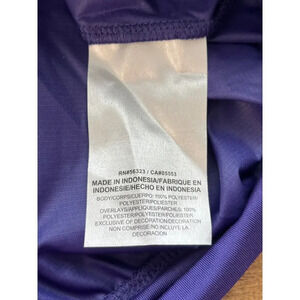 RN#56323 / CA#05553
MADE IN INDONESIA/FABRIQUE EN
INDONESIE/HECHO EN INDONESIA
BODY/CORPS/CUERPO: 100% POLYESTER/
POLYESTER/POLIESTER
OVERLAYS/APPLIQUES/PARCHES: 100%
POLYESTER/POLYESTER/POLIESTER
EXCLUSIVE OF DECORATION/DECORATION
NON COMPRISE/NO INCLUYE LA
DECORACION